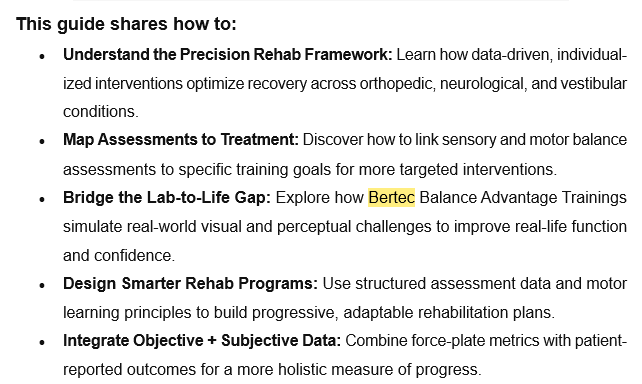 This guide shares how to:
• Understand the Precision Rehab Framework: Learn how data-driven, individual-
ized interventions optimize recovery across orthopedic, neurological, and vestibular
conditions.
• Map Assessments to Treatment: Discover how to link sensory and motor balance
assessments to specific training goals for more targeted interventions.
• Bridge the Lab-to-Life Gap: Explore how Bertec Balance Advantage Trainings
simulate real-world visual and perceptual challenges to improve real-life function
and confidence.
• Design Smarter Rehab Programs: Use structured assessment data and motor
learning principles to build progressive, adaptable rehabilitation plans.
• Integrate Objective + Subjective Data: Combine force-plate metrics with patient-
reported outcomes for a more holistic measure of progress.